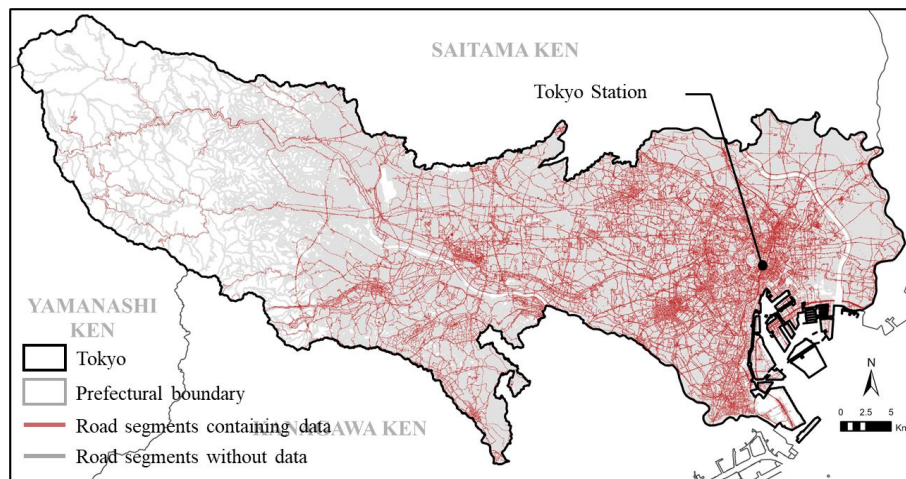 SAITAMA KEN
Tokyo Station
YAMANASHI
KEN
Tokyo
Prefectural boundary
Road segments containing data
KANAGAWA KEN
Road segments without data
N
0 2.5 5
Km